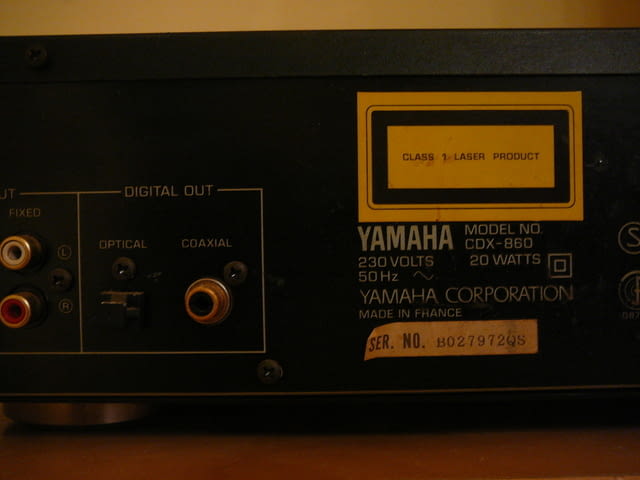 CLASS 1 LASER PRODUCT
UT
DIGITAL OUT
FIXED
OPTICAL
COAXIAL
L
R
YAMAHA
MODEL NO.
CDX-860
230 VOLTS
20 WATTS
50Hz
YAMAHA CORPORATION
MADE IN FRANCE
SER. NO. B027972QS
S